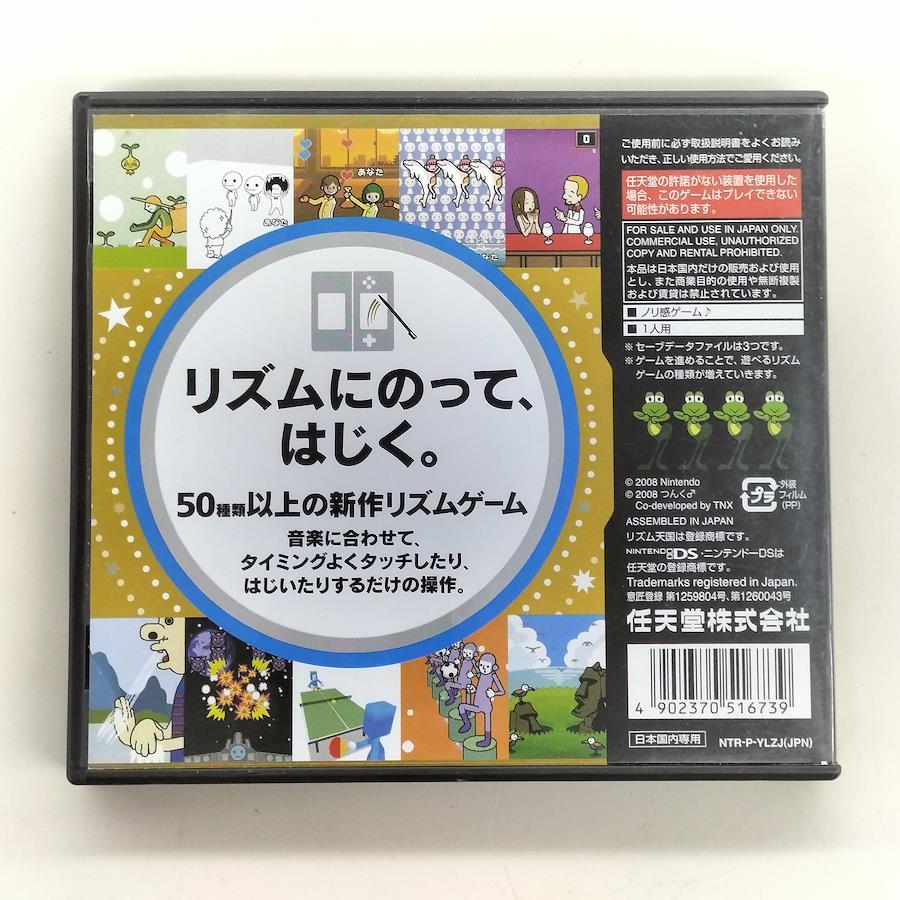 あなた
あなた
あなた
0
リズムにのって、
はじく。
50種類以上の新作リズムゲーム
音楽に合わせて、
タイミングよくタッチしたり、
はじいたりするだけの操作。
ご使用前に必ず取扱説明書をよくお読み
いただき、正しい使用方法でご愛用ください。
任天堂の許諾がない装置を使用した
場合、このゲームはプレイできない
可能性があります。
FOR SALE AND USE IN JAPAN ONLY.
COMMERCIAL USE, UNAUTHORIZED
COPY AND RENTAL PROHIBITED.
本品は日本国内だけの販売および使用
とし、また商業目的の使用や無断複製
および賃貸は禁止されています。
■ ノリ感ゲーム♪
■ 1人用
※セーブデータファイルは3つです。
※ゲームを進めることで、遊べるリズム
ゲームの種類が増えていきます。
© 2008 Nintendo
© 2008 つんく♂
Co-developed by TNX
プラ
外装
フィルム
(PP)
ASSEMBLED IN JAPAN
リズム天国は登録商標です。
NINTENDO DS・ニンテンドーDSは
任天堂の登録商標です。
Trademarks registered in Japan.
意匠登録 第1259804号、第1260043号
任天堂株式会社
4 902370 516739
日本国内専用
NTR-P-YLZJ(JPN)